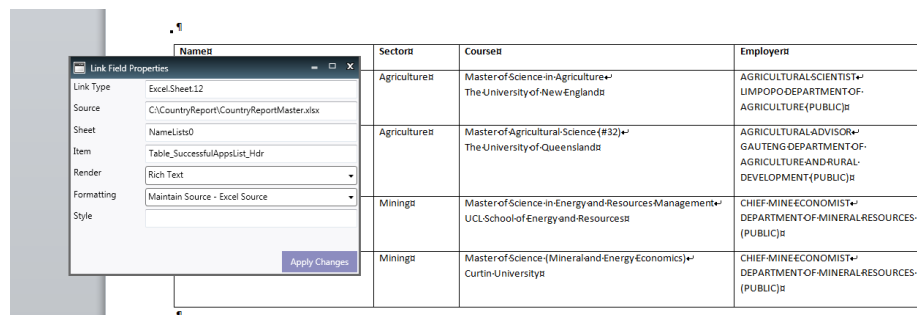 Name¤ Sector¤ Course¤ Employer¤
Link Field Properties
Link Type Excel.Sheet.12
Source C:\CountryReport\CountryReportMaster.xlsx
Sheet NameLists0
Item Table_SuccessfulAppsList_Hdr
Render Rich Text
Formatting Maintain Source - Excel Source
Style
Apply Changes
Agriculture¤ Master·of·Science·in·Agriculture↵ AGRICULTURAL·SCIENTIST↵
The·University·of·New·England¤ LIMPOPO·DEPARTMENT·OF·
AGRICULTURE·(PUBLIC)¤
Agriculture¤ Master·of·Agricultural·Science·(#32)↵ AGRICULTURAL·ADVISOR↵
The·University·of·Queensland¤ GAUTENG·DEPARTMENT·OF·
AGRICULTURE·AND·RURAL·
DEVELOPMENT·(PUBLIC)¤
Mining¤ Master·of·Science·in·Energy·and·Resources·Management↵ CHIEF·MINE·ECONOMIST↵
UCL·School·of·Energy·and·Resources¤ DEPARTMENT·OF·MINERAL·RESOURCES·
(PUBLIC)¤
Mining¤ Master·of·Science·(Mineral·and·Energy·Economics)↵ CHIEF·MINE·ECONOMIST↵
Curtin·University¤ DEPARTMENT·OF·MINERAL·RESOURCES·
(PUBLIC)¤